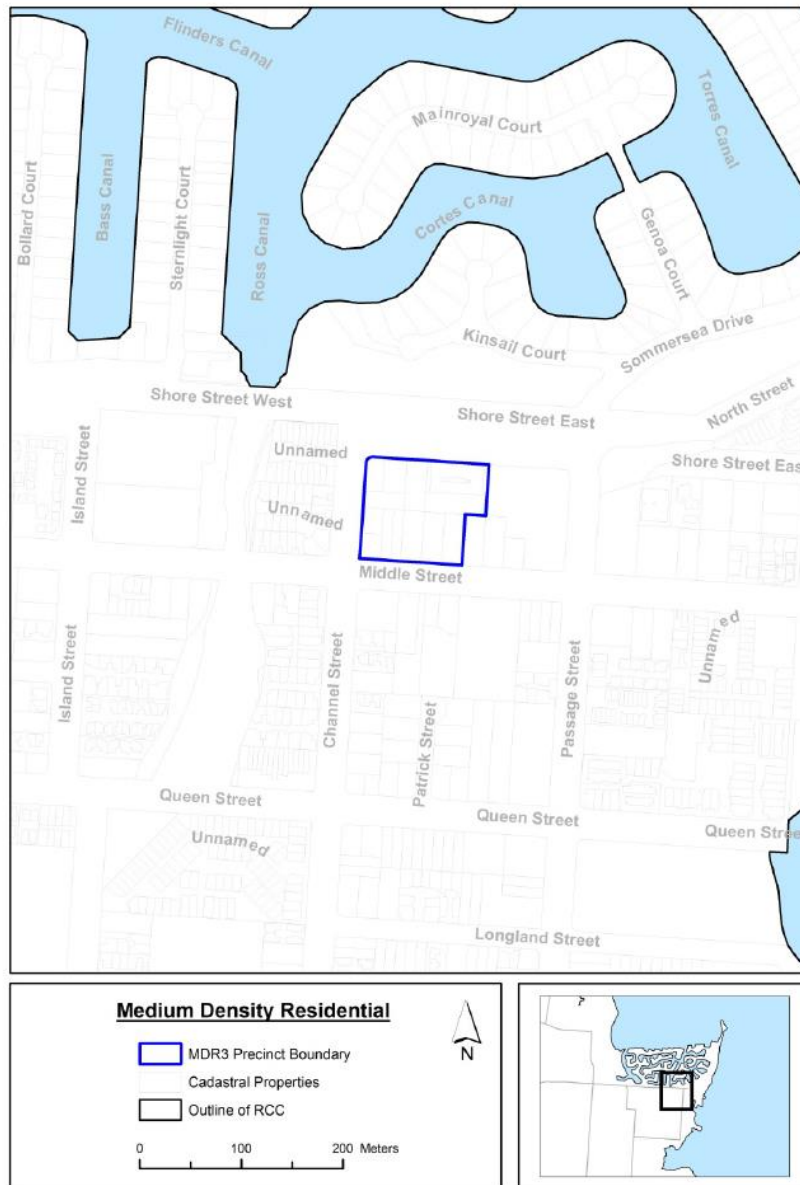 Flinders Canal
Torres Canal
Mainroyal Court
Bollard Court
Bass Canal
Sternlight Court
Ross Canal
Cortes Canal
Genoa Court
Kinsail Court
Sommersea Drive
Shore Street West
Shore Street East
North Street
Island Street
Unnamed
Shore Street Eas
Unnamed
Middle Street
Island Street
Channel Street
Patrick Street
Passage Street
Unnamed
Queen Street
Queen Street
Queen Stree
Unnamed
Longland Street
Medium Density Residential
MDR3 Precinct Boundary
Cadastral Properties
Outline of RCC
N
0 100 200 Meters